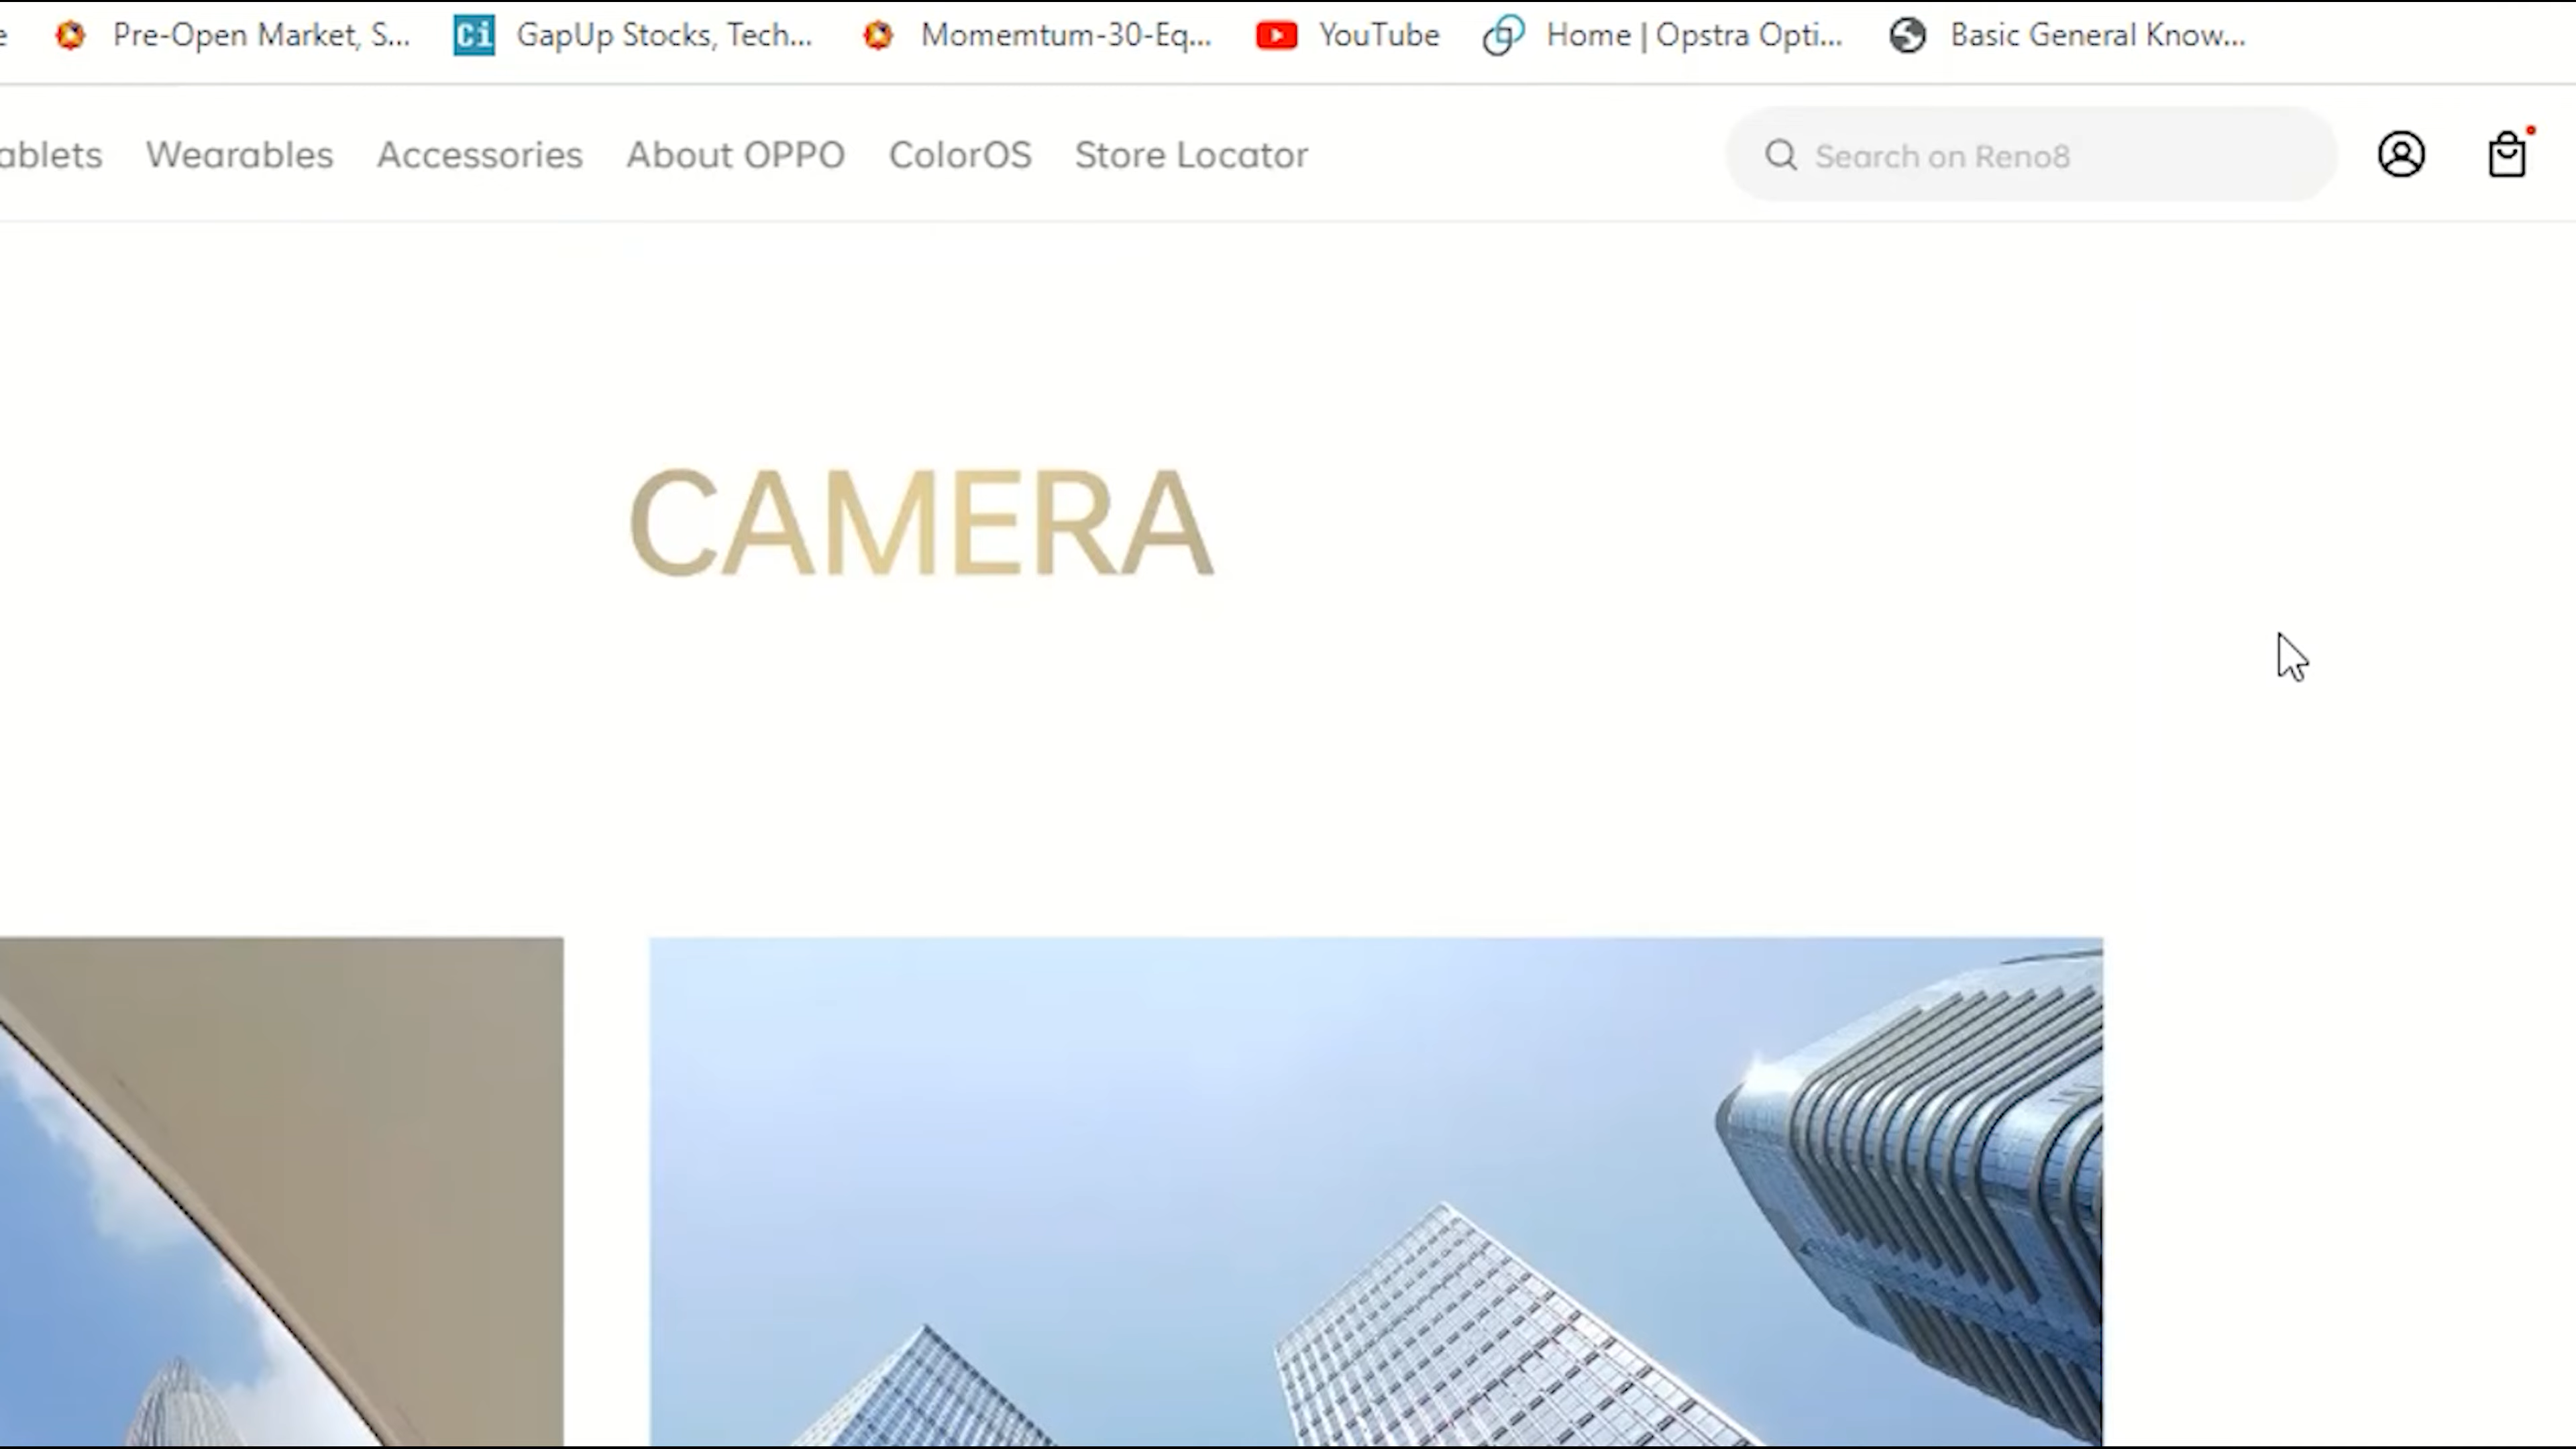 e Pre-Open Market, S... Ci GapUp Stocks, Tech... Momemtum-30-Eq... YouTube Home | Opstra Opti... Basic General Know...
ablets Wearables Accessories About OPPO ColorOS Store Locator Search on Reno8
CAMERA